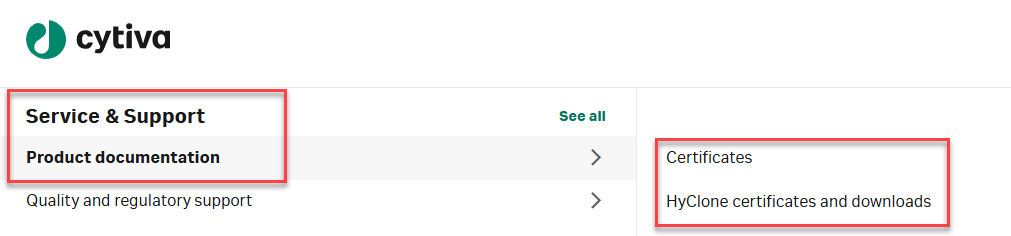 cytiva
Service & Support
See all
Product documentation
Quality and regulatory support
Certificates
HyClone certificates and downloads